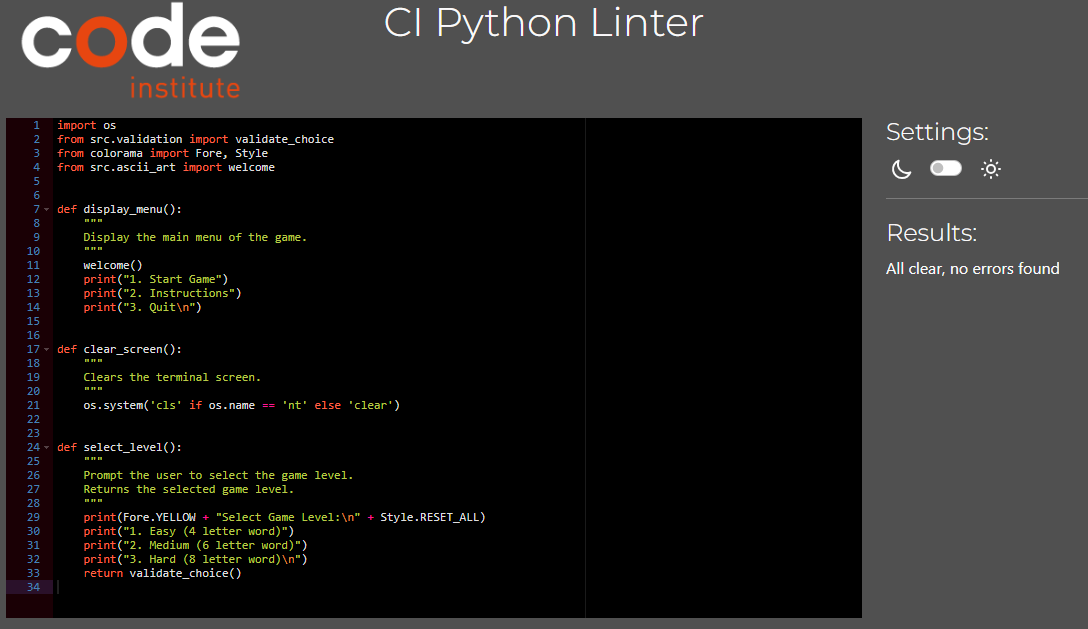 code
institute
CI Python Linter
1 import os
2 from src.validation import validate_choice
3 from colorama import Fore, Style
4 from src.ascii_art import welcome
5
6
7 def display_menu():
8     """
9     Display the main menu of the game.
10     """
11     welcome()
12     print("1. Start Game")
13     print("2. Instructions")
14     print("3. Quit\n")
15
16
17 def clear_screen():
18     """
19     Clears the terminal screen.
20     """
21     os.system('cls' if os.name == 'nt' else 'clear')
22
23
24 def select_level():
25     """
26     Prompt the user to select the game level.
27     Returns the selected game level.
28     """
29     print(Fore.YELLOW + "Select Game Level:\n" + Style.RESET_ALL)
30     print("1. Easy (4 letter word)")
31     print("2. Medium (6 letter word)")
32     print("3. Hard (8 letter word)\n")
33     return validate_choice()
34
Settings:
Results:
All clear, no errors found